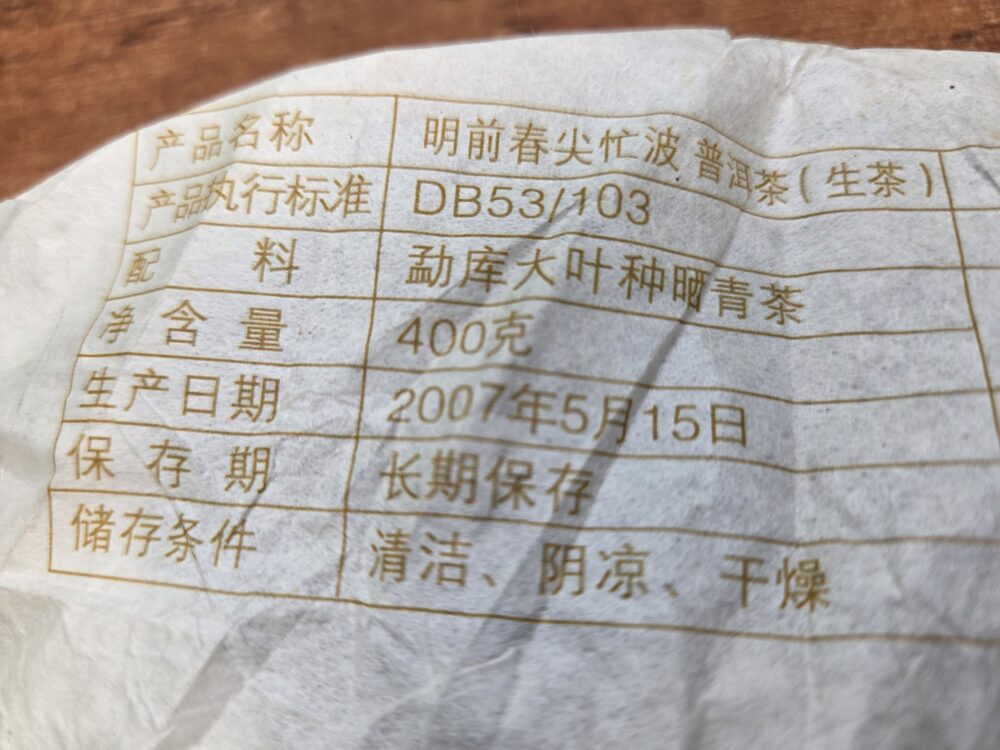 产品名称 明前春尖忙波普洱茶(生茶)
产品执行标准 DB53/103
配料 勐库大叶种晒青茶
净含量 400克
生产日期 2007年5月15日
保存期 长期保存
储存条件 清洁、阴凉、干燥